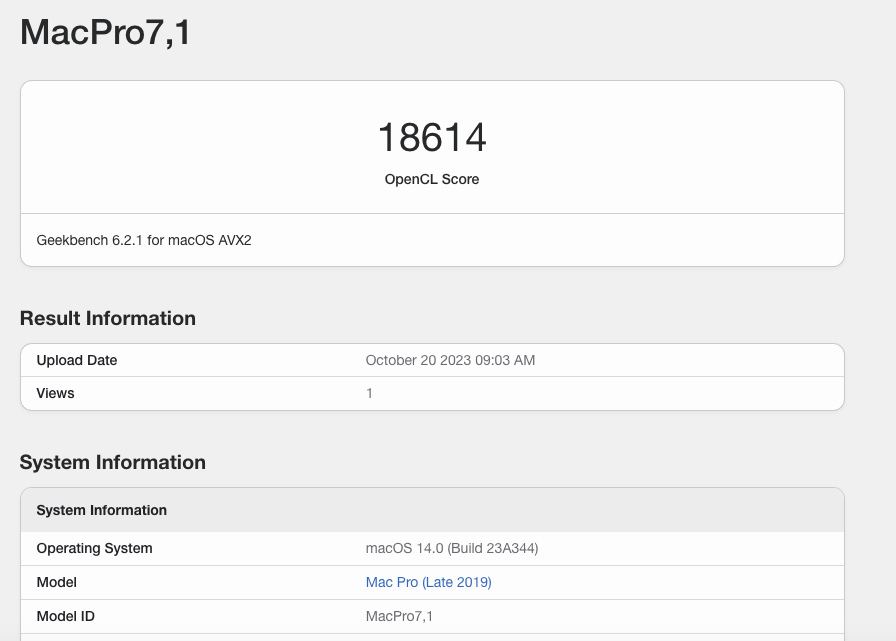 MacPro7,1
18614
OpenCL Score
Geekbench 6.2.1 for macOS AVX2
Result Information
Upload Date October 20 2023 09:03 AM
Views 1
System Information
System Information
Operating System macOS 14.0 (Build 23A344)
Model Mac Pro (Late 2019)
Model ID MacPro7,1